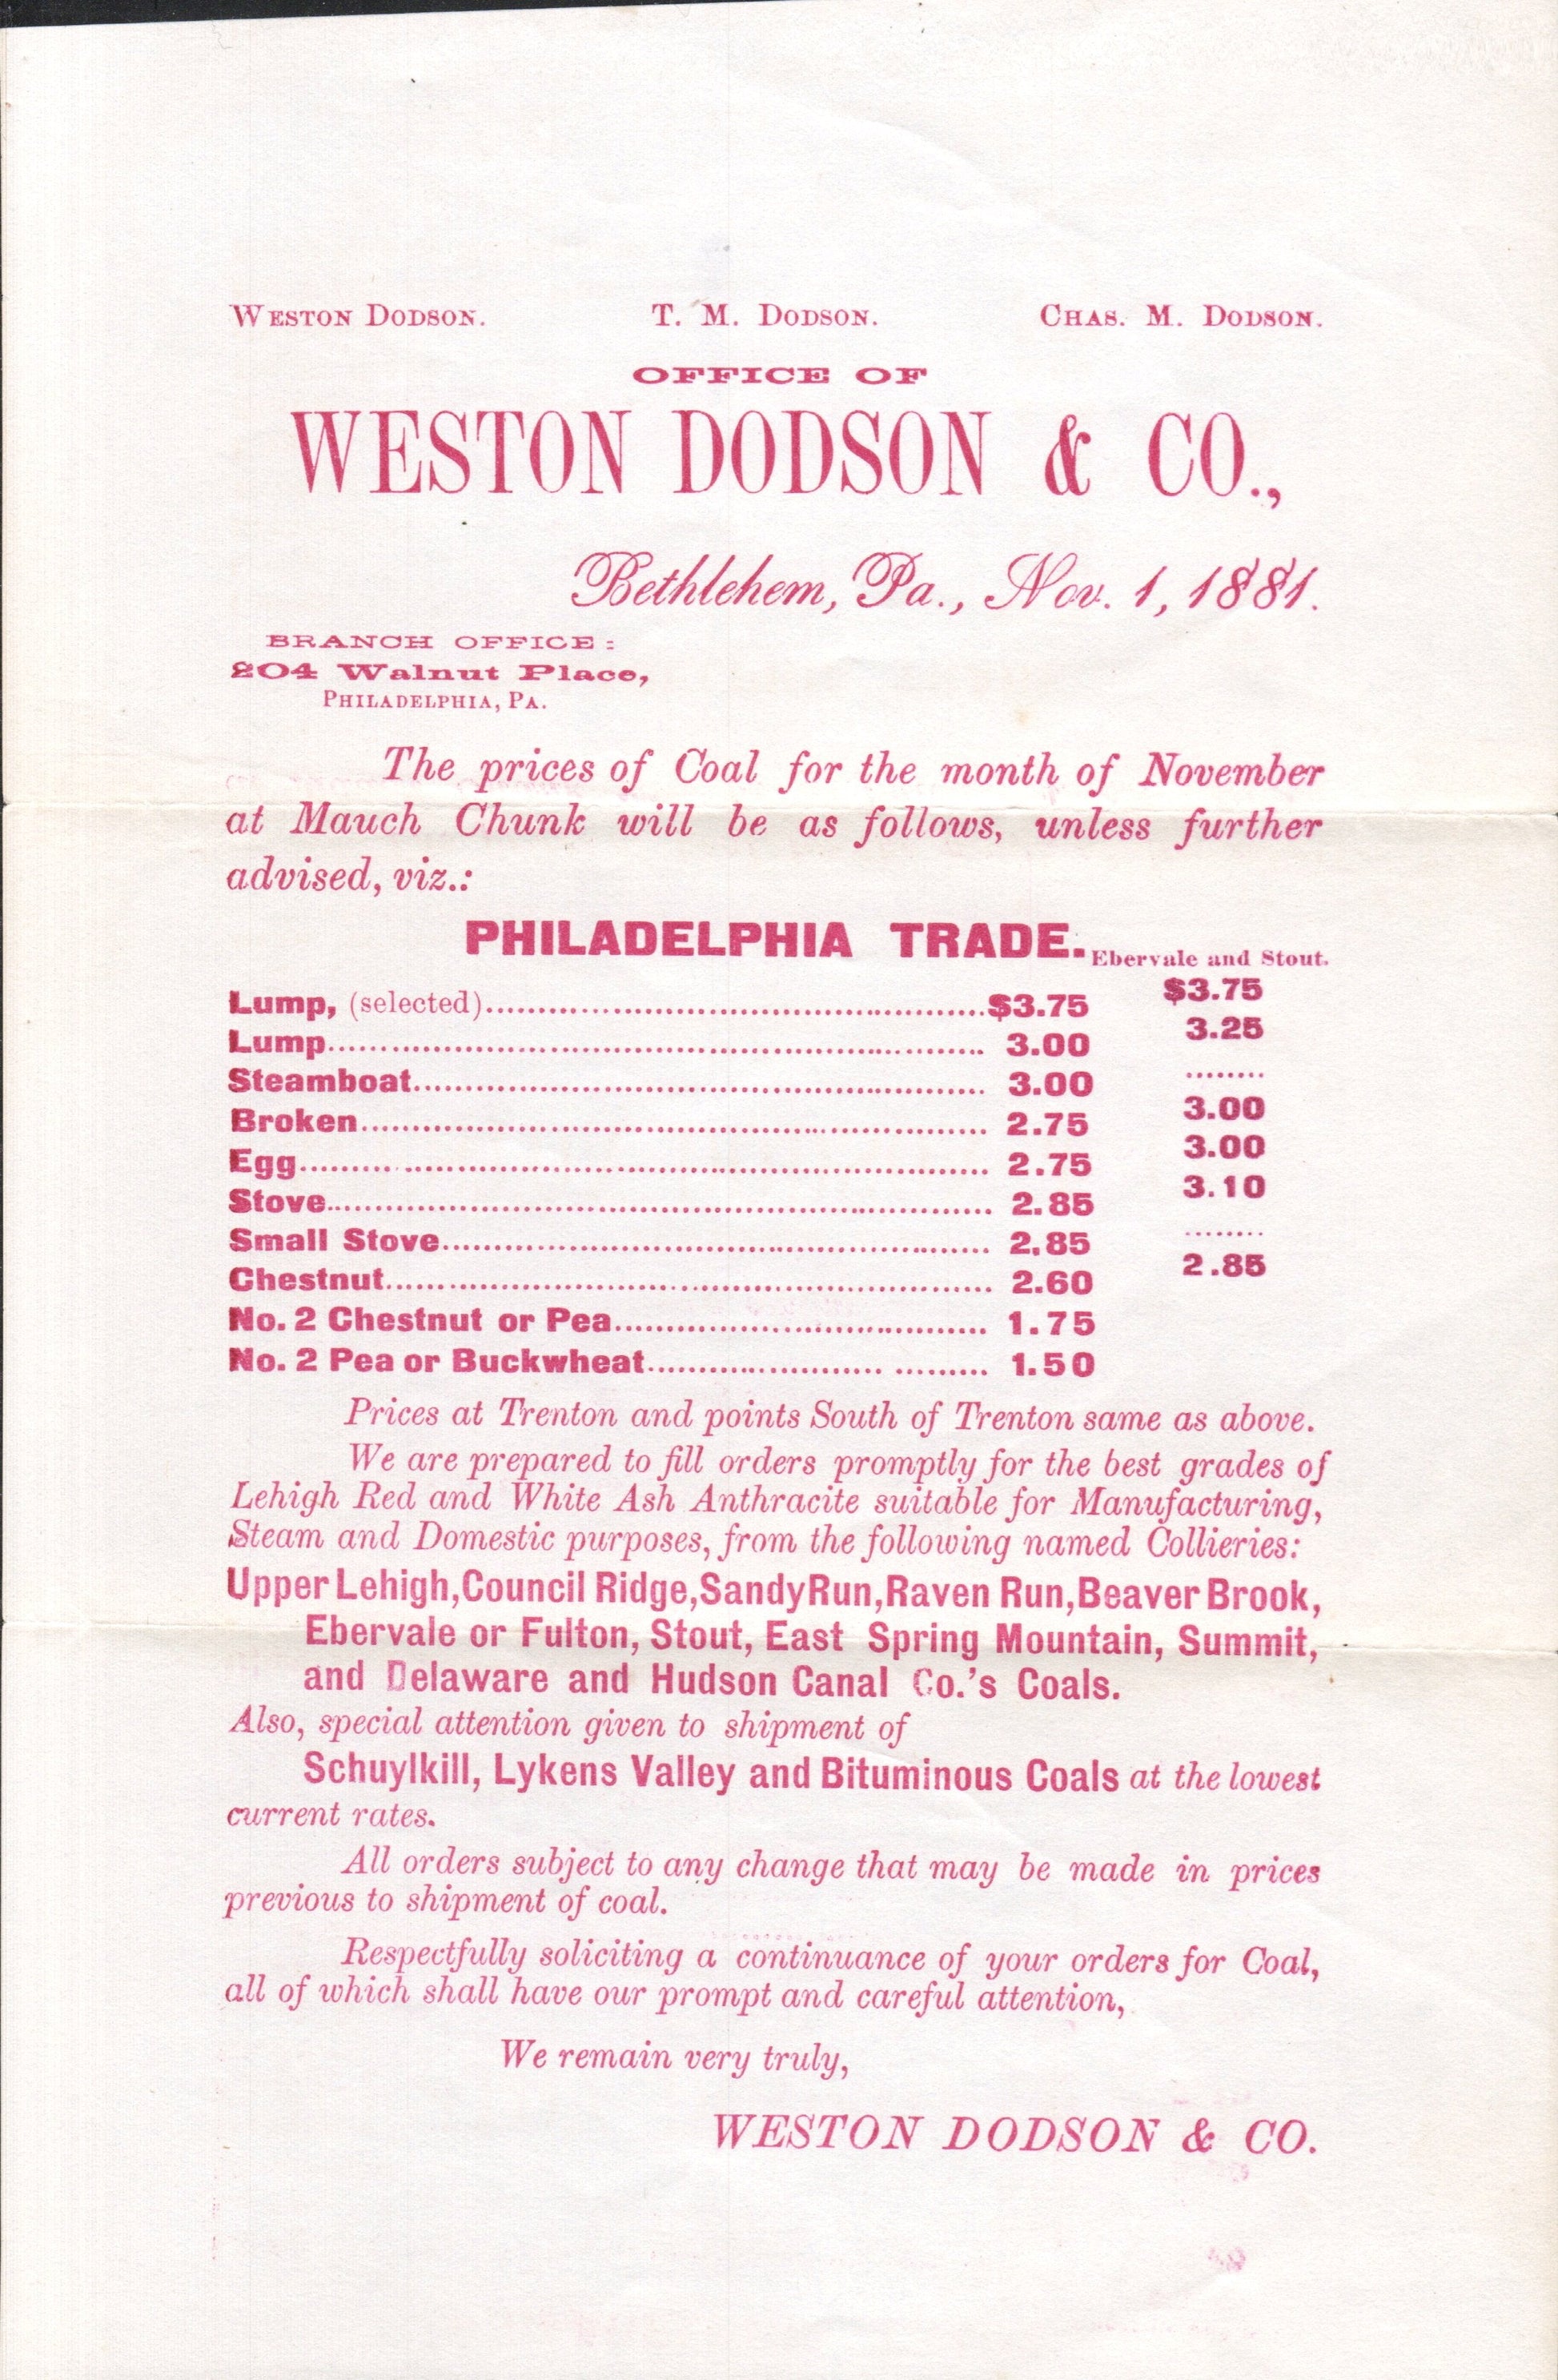 WESTON DODSON. T. M. DODSON. CHAS. M. DODSON.
OFFICE OF
WESTON DODSON & CO.,
Bethlehem, Pa., Nov. 1, 1881.
BRANCH OFFICE:
204 Walnut Place,
PHILADELPHIA, PA.
The prices of Coal for the month of November
at Mauch Chunk will be as follows, unless further
advised, viz.:
PHILADELPHIA TRADE. Ebervale and Stout.
Lump, (selected)........................................................$3.75 $3.75
Lump........................................................ 3.00 3.25
Steamboat........................................................ 3.00 ........
Broken........................................................ 2.75 3.00
Egg........................................................ 2.75 3.00
Stove........................................................ 2.85 3.10
Small Stove........................................................ 2.85 ........
Chestnut........................................................ 2.60 2.85
No. 2 Chestnut or Pea...................................... 1.75
No. 2 Pea or Buckwheat........................ ......... 1.50
Prices at Trenton and points South of Trenton same as above.
We are prepared to fill orders promptly for the best grades of
Lehigh Red and White Ash Anthracite suitable for Manufacturing,
Steam and Domestic purposes, from the following named Collieries:
Upper Lehigh, Council Ridge, Sandy Run, Raven Run, Beaver Brook,
Ebervale or Fulton, Stout, East Spring Mountain, Summit,
and Delaware and Hudson Canal Co.'s Coals.
Also, special attention given to shipment of
Schuylkill, Lykens Valley and Bituminous Coals at the lowest
current rates.
All orders subject to any change that may be made in prices
previous to shipment of coal.
Respectfully soliciting a continuance of your orders for Coal,
all of which shall have our prompt and careful attention,
We remain very truly,
WESTON DODSON & CO.